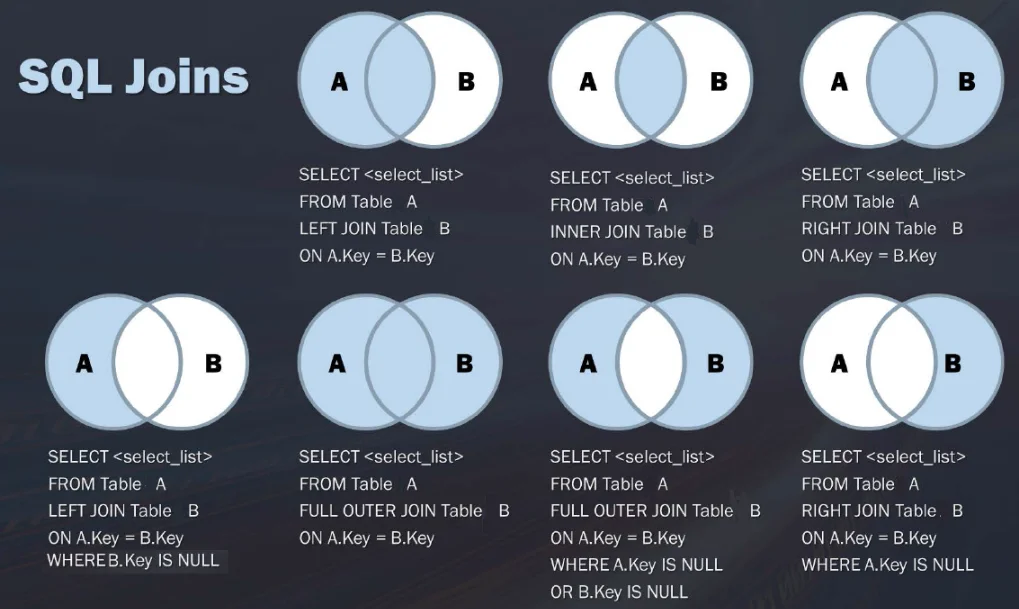 SQL Joins
A B
SELECT <select_list>
FROM Table A
LEFT JOIN Table B
ON A.Key = B.Key
A B
SELECT <select_list>
FROM Table A
INNER JOIN Table B
ON A.Key = B.Key
A B
SELECT <select_list>
FROM Table A
RIGHT JOIN Table B
ON A.Key = B.Key
A B
SELECT <select_list>
FROM Table A
LEFT JOIN Table B
ON A.Key = B.Key
WHERE B.Key IS NULL
A B
SELECT <select_list>
FROM Table A
FULL OUTER JOIN Table B
ON A.Key = B.Key
A B
SELECT <select_list>
FROM Table A
FULL OUTER JOIN Table B
ON A.Key = B.Key
WHERE A.Key IS NULL
OR B.Key IS NULL
A B
SELECT <select_list>
FROM Table A
RIGHT JOIN Table B
ON A.Key = B.Key
WHERE A.Key IS NULL